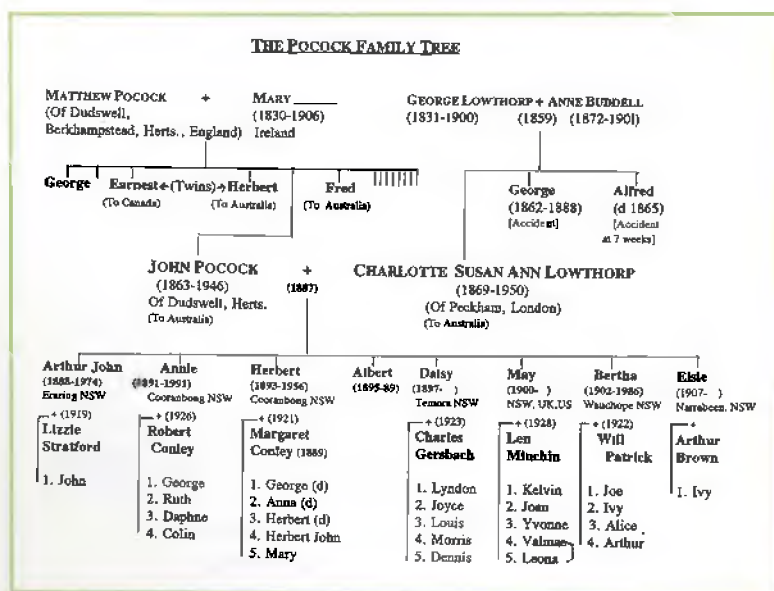 THE POCOCK FAMILY TREE
MATTHEW POCOCK + MARY ______ GEORGE LOWTHORP + ANNE BUDDELL
(Of Dudswell, (1830-1906) (1831-1900) (1859) (1872-1901)
Berkhampstead, Herts., England) Ireland
George Earnest ← (Twins) → Herbert Fred
(To Canada) (To Australia) (To Australia)
George Alfred
(1862-1888) (d 1865)
[Accident] [Accident
at 7 weeks]
JOHN POCOCK + CHARLOTTE SUSAN ANN LOWTHORP
(1863-1946) (1887) (1869-1950)
Of Dudswell, Herts. (Of Peckham, London)
(To Australia) (To Australia)
Arthur John Annie Herbert Albert Daisy May Bertha Elsie
(1888-1974) (1891-1991) (1893-1956) (1895-89) (1897- ) (1900- ) (1902-1986) (1907- )
Eraring NSW Cooranbong NSW Cooranbong NSW Temora NSW NSW, UK,US Wauchope NSW Narrabeen, NSW
+ (1919) + (1926) + (1921) + (1923) + (1928) + (1922) +
Lizzie Robert Margaret Charles Len Will Arthur
Stratford Conley Conley (1889) Gersbach Minchin Patrick Brown
1. John 1. George 1. George (d) 1. Lyndon 1. Kelvin 1. Joe 1. Ivy
2. Ruth 2. Anna (d) 2. Joyce 2. Joan 2. Ivy
3. Daphne 3. Herbert (d) 3. Louis 3. Yvonne 3. Alice
4. Colin 4. Herbert John 4. Morris 4. Valmae 4. Arthur
5. Mary 5. Dennis 5. Leona